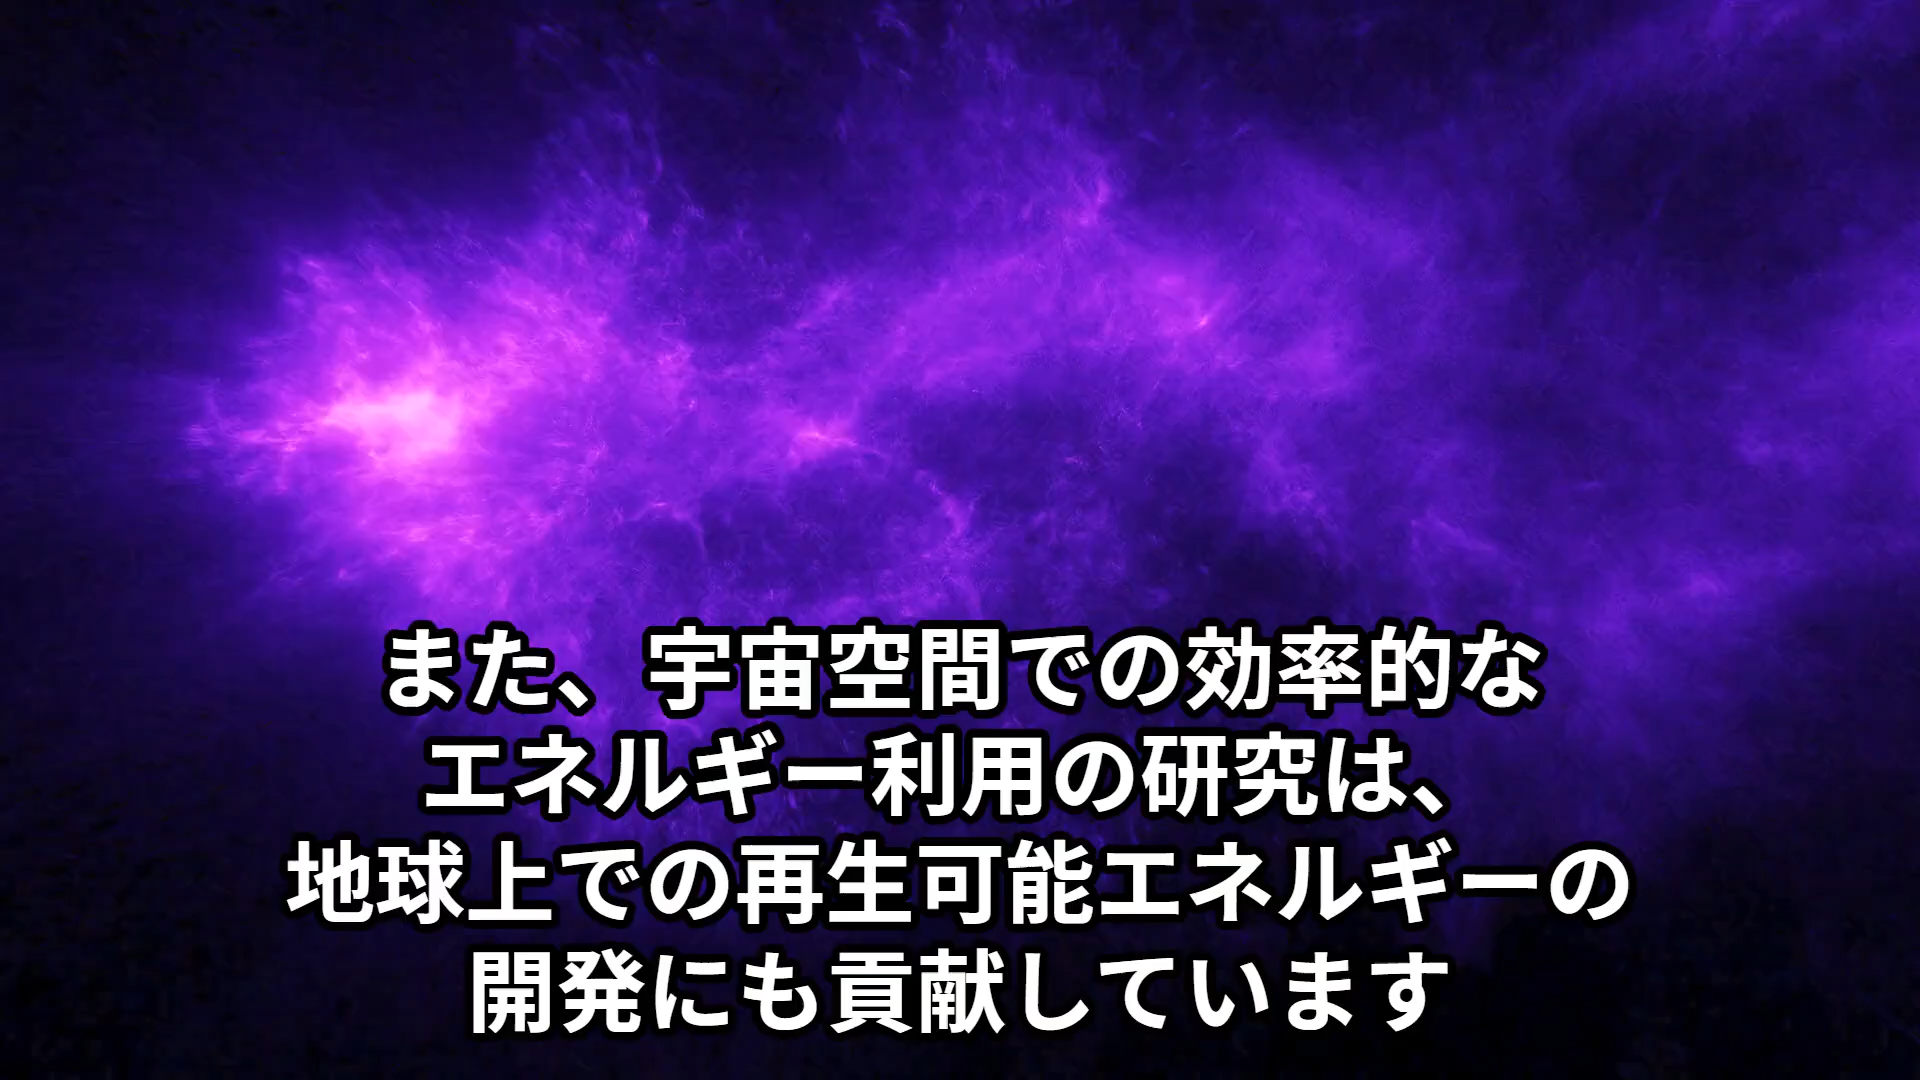 また、宇宙空間での効率的な
エネルギー利用の研究は、
地球上での再生可能エネルギーの
開発にも貢献しています